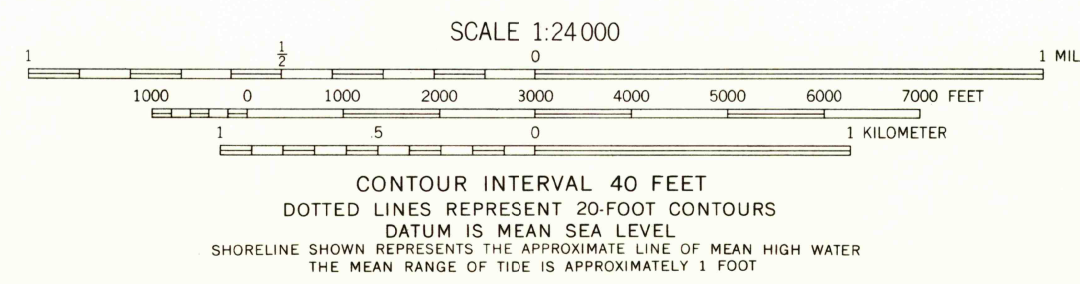 SCALE 1:24 000
1 ½ 0 1 MIL
1000 0 1000 2000 3000 4000 5000 6000 7000 FEET
1 .5 0 1 KILOMETER
CONTOUR INTERVAL 40 FEET
DOTTED LINES REPRESENT 20-FOOT CONTOURS
DATUM IS MEAN SEA LEVEL
SHORELINE SHOWN REPRESENTS THE APPROXIMATE LINE OF MEAN HIGH WATER
THE MEAN RANGE OF TIDE IS APPROXIMATELY 1 FOOT